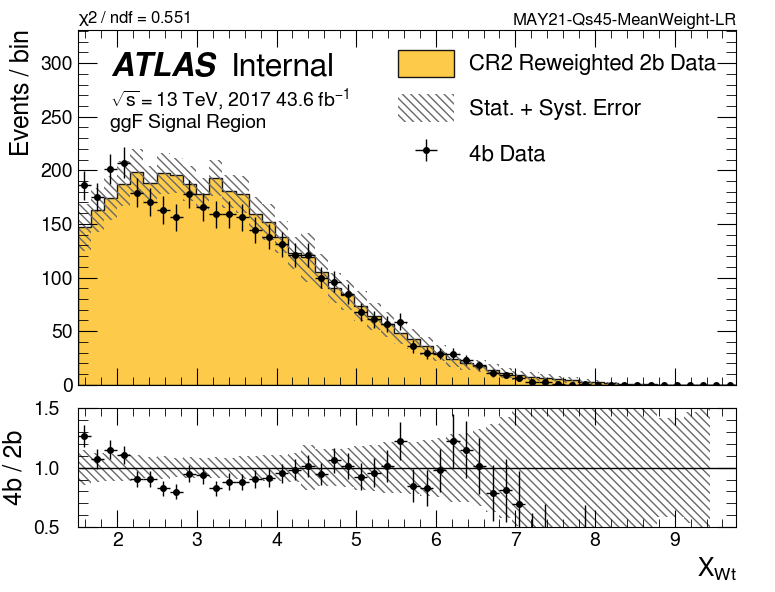 χ² / ndf = 0.551
MAY21-Qs45-MeanWeight-LR
Events / bin
300
250
200
150
100
50
0
ATLAS Internal
√s = 13 TeV, 2017 43.6 fb⁻¹
ggF Signal Region
CR2 Reweighted 2b Data
Stat. + Syst. Error
4b Data
4b / 2b
1.5
1.0
0.5
2 3 4 5 6 7 8 9
X_Wt